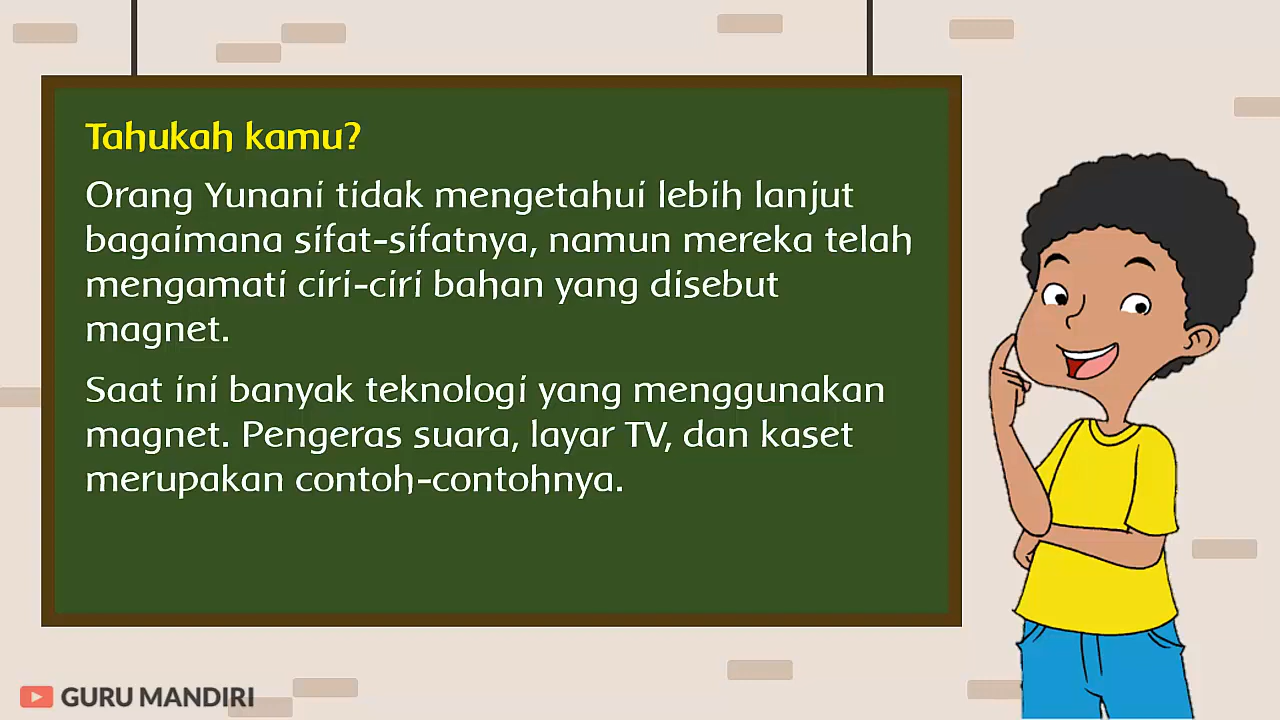 Tahukah kamu?
Orang Yunani tidak mengetahui lebih lanjut
bagaimana sifat-sifatnya, namun mereka telah
mengamati ciri-ciri bahan yang disebut
magnet.
Saat ini banyak teknologi yang menggunakan
magnet. Pengeras suara, layar TV, dan kaset
merupakan contoh-contohnya.
GURU MANDIRI